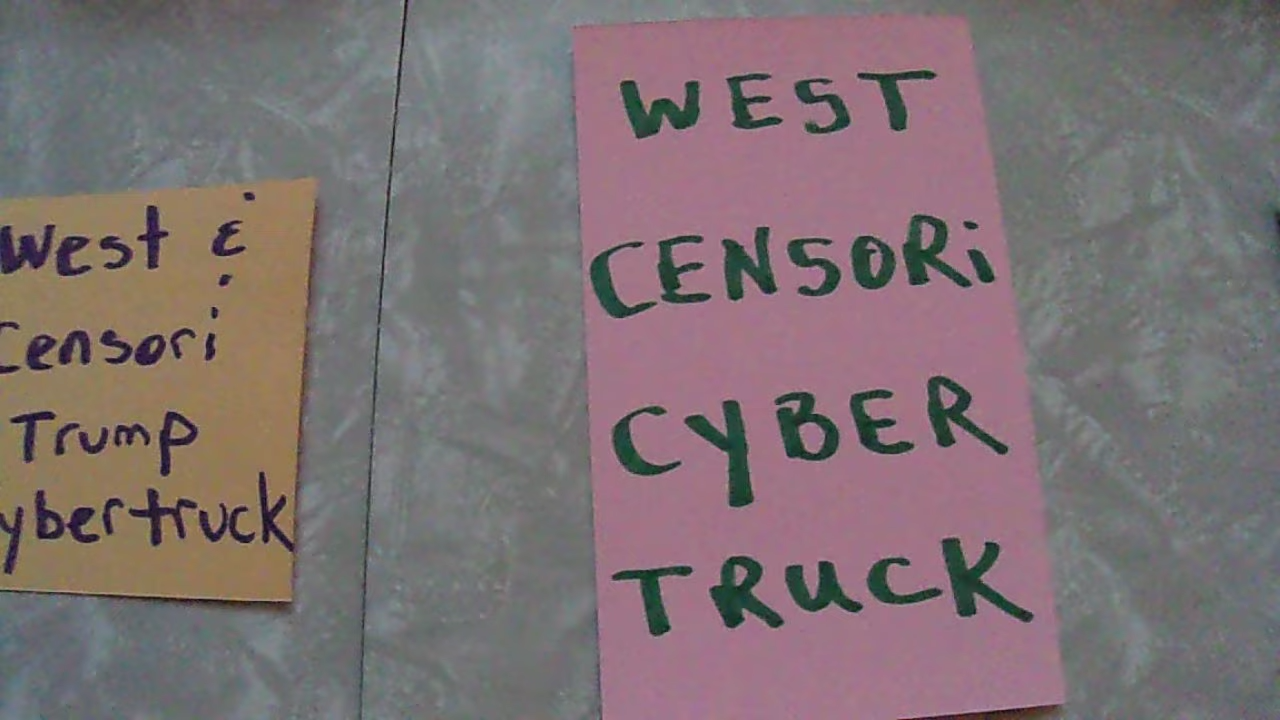 West &
Censori
Trump
ybertruck
WEST
CENSORi
CYBER
TRUCK